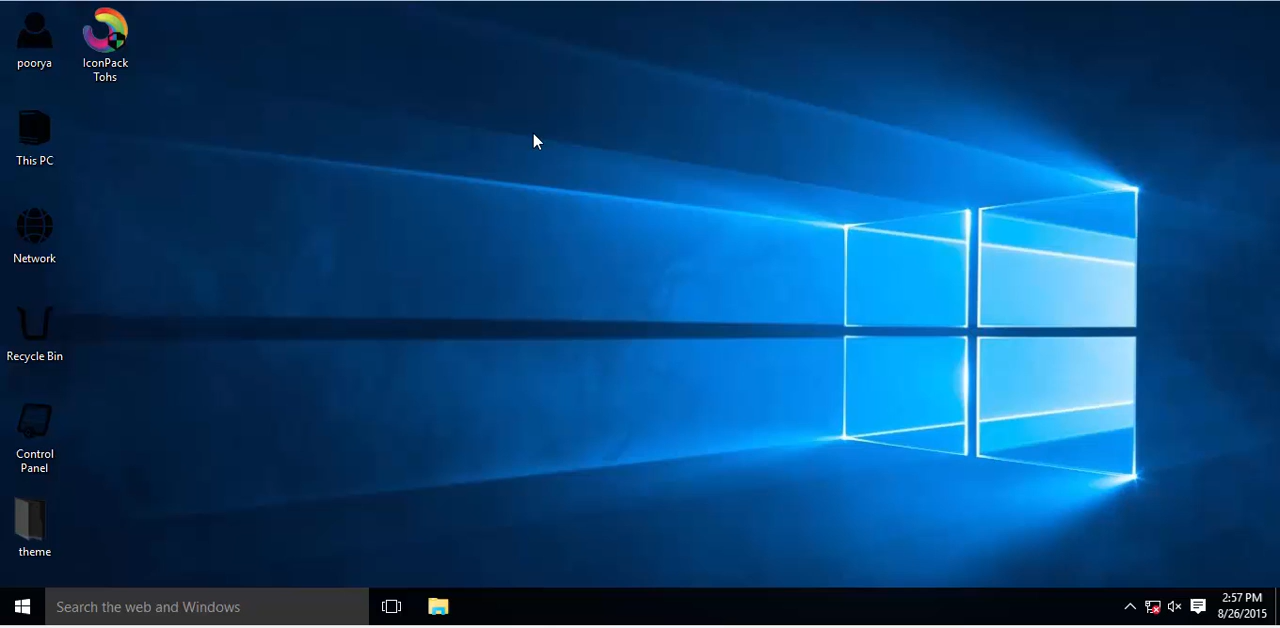 poorya
IconPack
Tohs
This PC
Network
Recycle Bin
Control
Panel
theme
Search the web and Windows
2:57 PM
8/26/2015